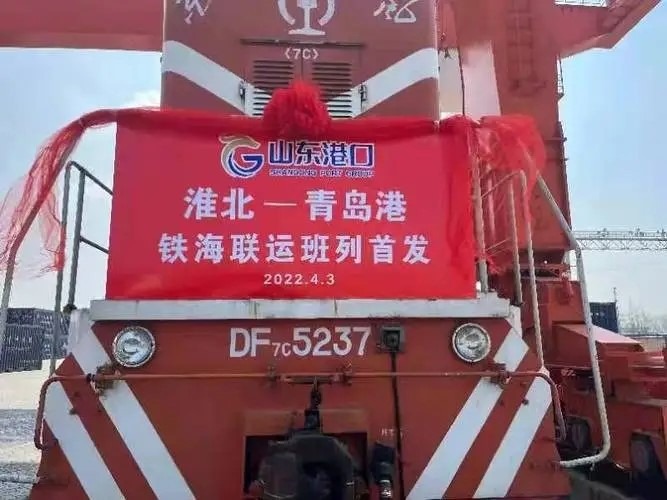 〈7C〉
山东港口
SHANDONG PORT GROUP
淮北—青岛港
铁海联运班列首发
2022.4.3
DF7C5237